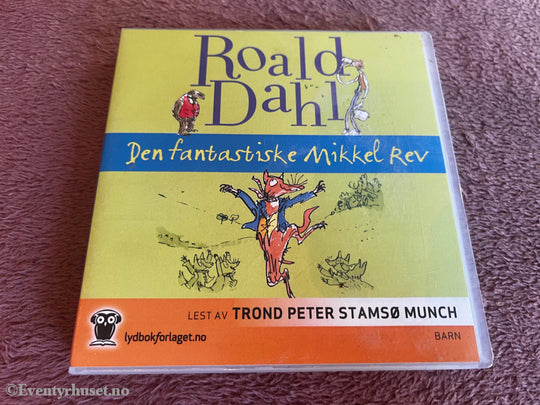 Roald
Dahl
Den fantastiske Mikkel Rev
LEST AV TROND PETER STAMSØ MUNCH
lydbokforlaget.no
BARN
©Eventyrhuset.no